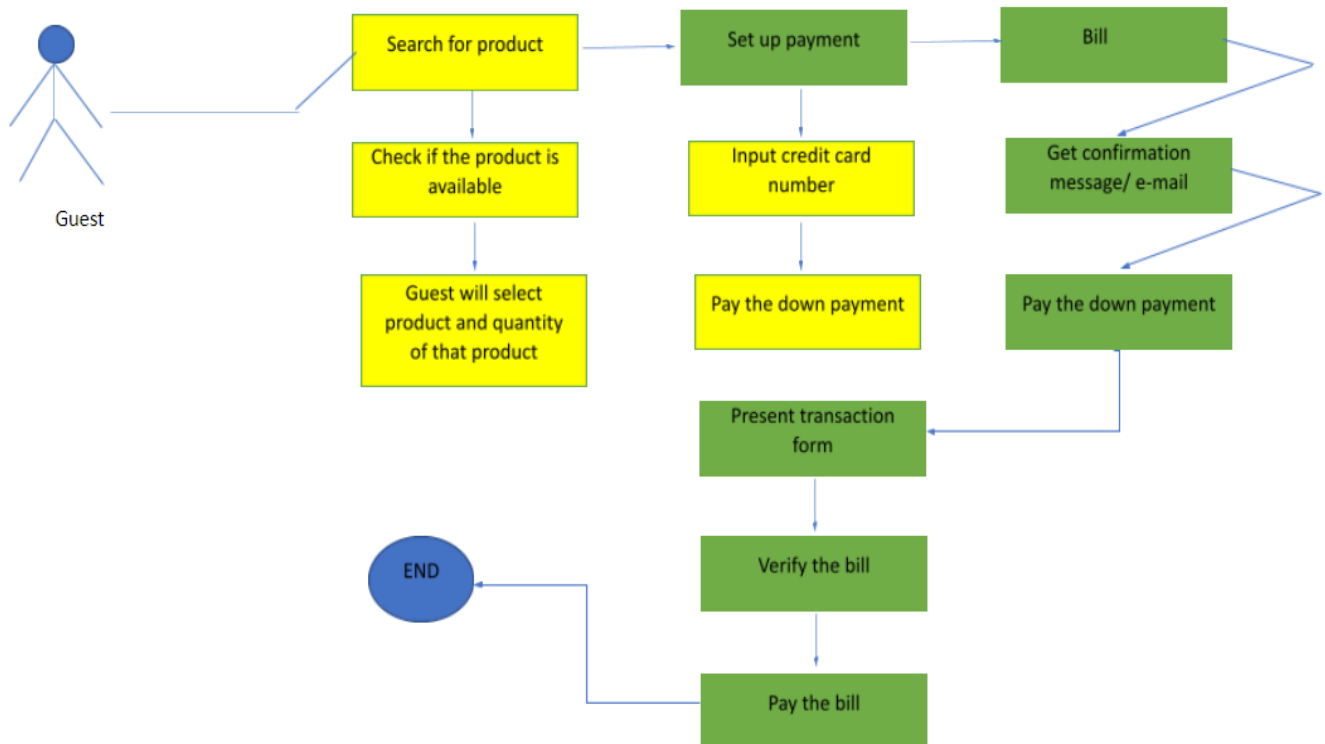 Search for product
Set up payment
Bill
Guest
Check if the product is
available
Input credit card
number
Get confirmation
message/ e-mail
Guest will select
product and quantity
of that product
Pay the down payment
Pay the down payment
Present transaction
form
Verify the bill
END
Pay the bill